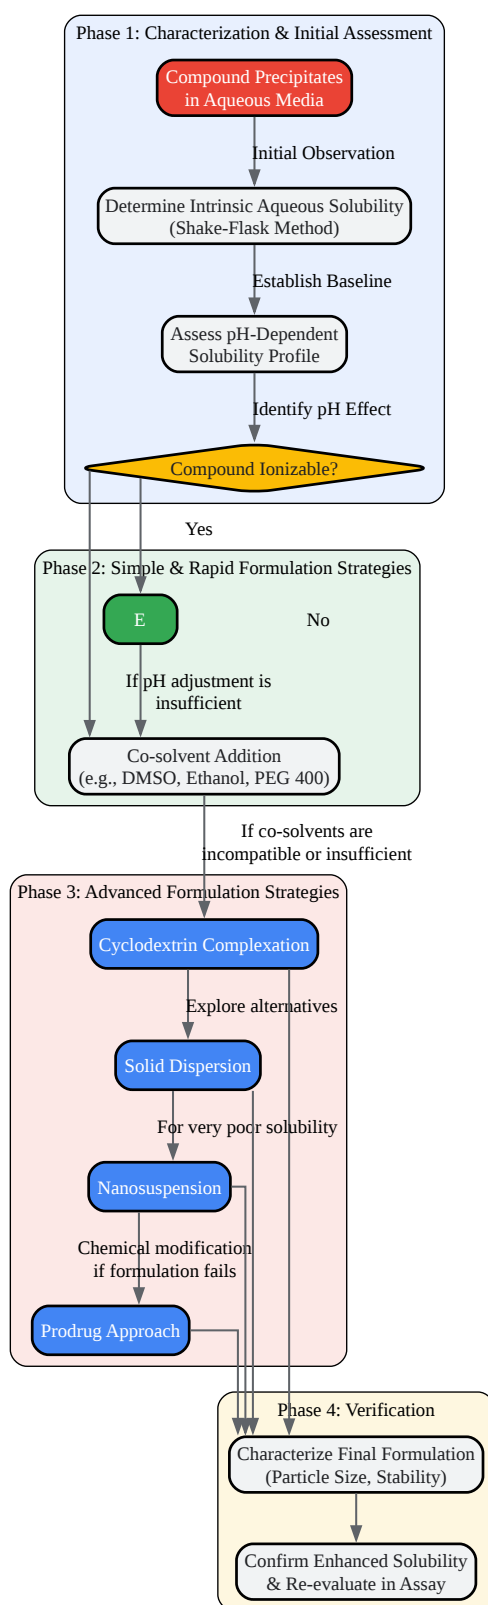 Phase 1: Characterization & Initial Assessment
Compound Precipitates
in Aqueous Media
Initial Observation
Determine Intrinsic Aqueous Solubility
(Shake-Flask Method)
Establish Baseline
Assess pH-Dependent
Solubility Profile
Identify pH Effect
Compound Ionizable?
Yes
Phase 2: Simple & Rapid Formulation Strategies
E
No
If pH adjustment is
insufficient
Co-solvent Addition
(e.g., DMSO, Ethanol, PEG 400)
If co-solvents are
incompatible or insufficient
Phase 3: Advanced Formulation Strategies
Cyclodextrin Complexation
Explore alternatives
Solid Dispersion
For very poor solubility
Nanosuspension
Chemical modification
if formulation fails
Prodrug Approach
Phase 4: Verification
Characterize Final Formulation
(Particle Size, Stability)
Confirm Enhanced Solubility
& Re-evaluate in Assay